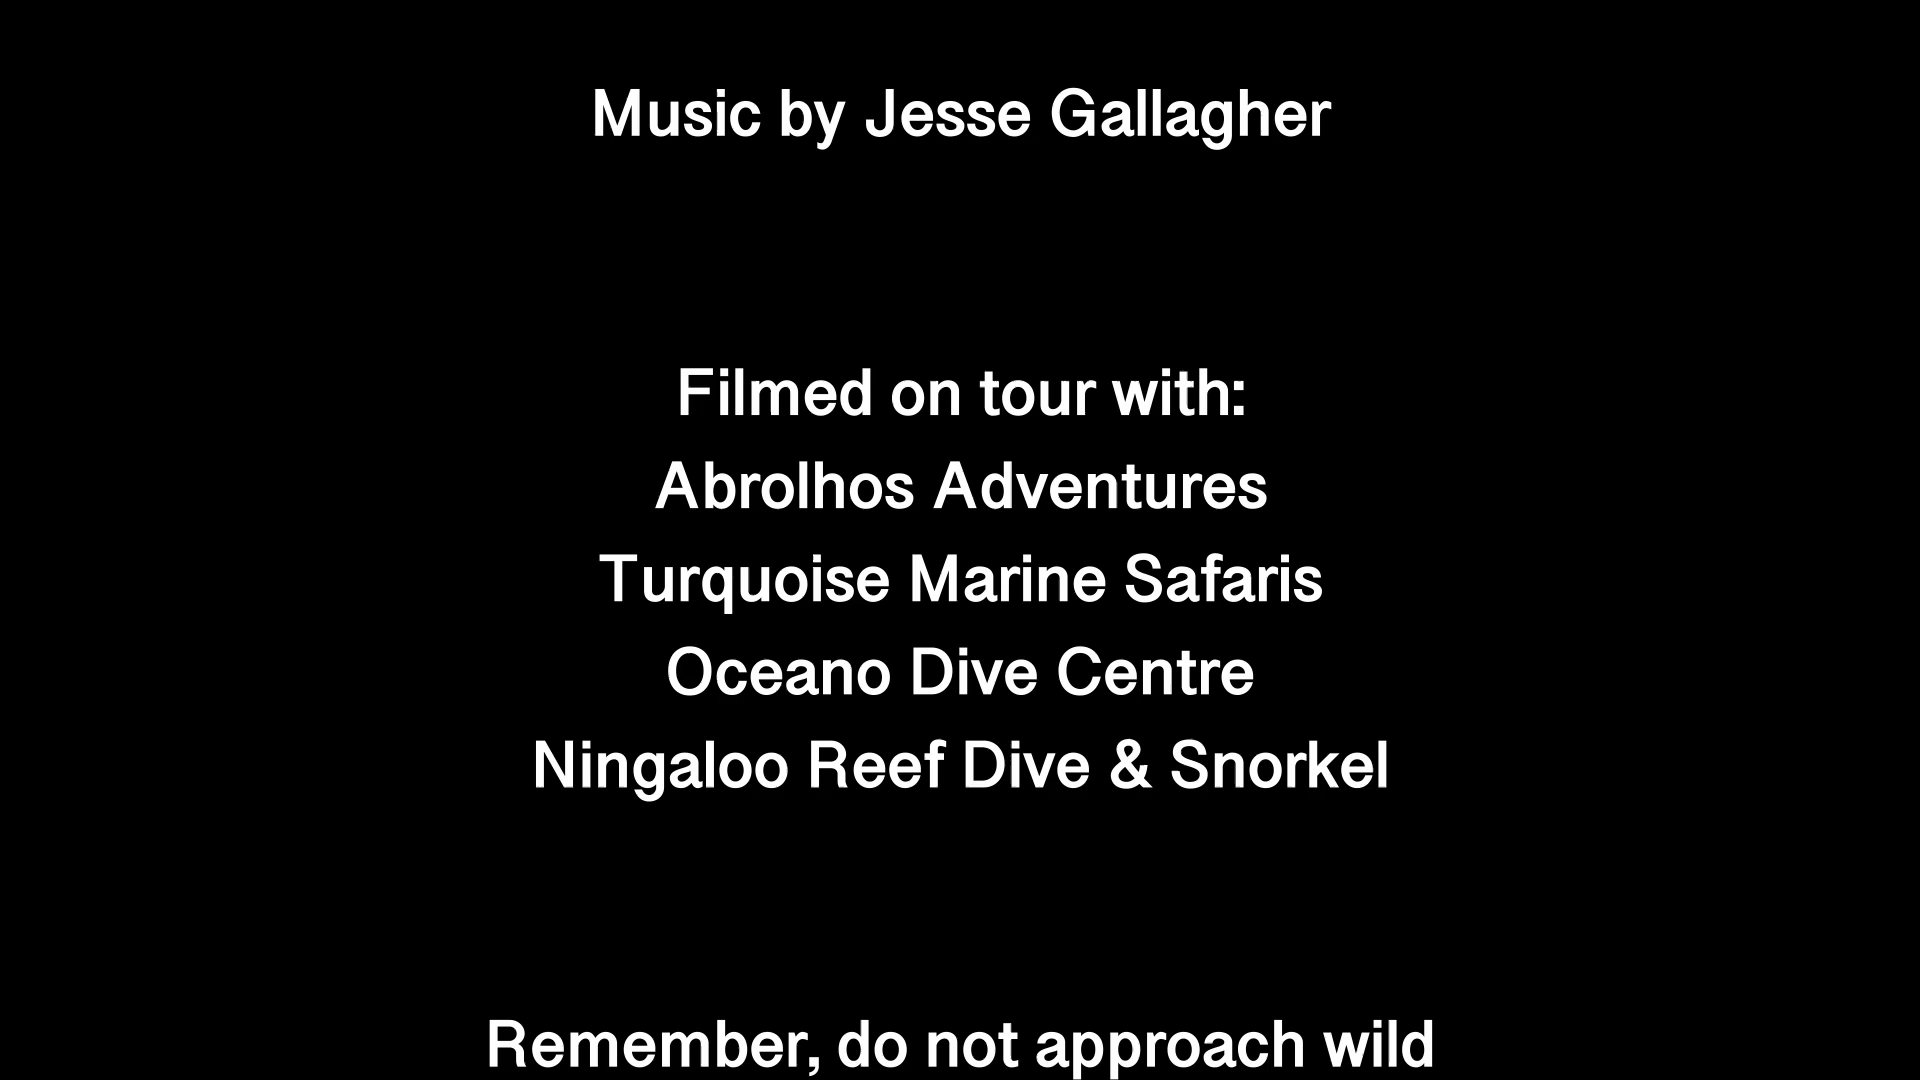 Music by Jesse Gallagher
Filmed on tour with:
Abrolhos Adventures
Turquoise Marine Safaris
Oceano Dive Centre
Ningaloo Reef Dive & Snorkel
Remember, do not approach wild